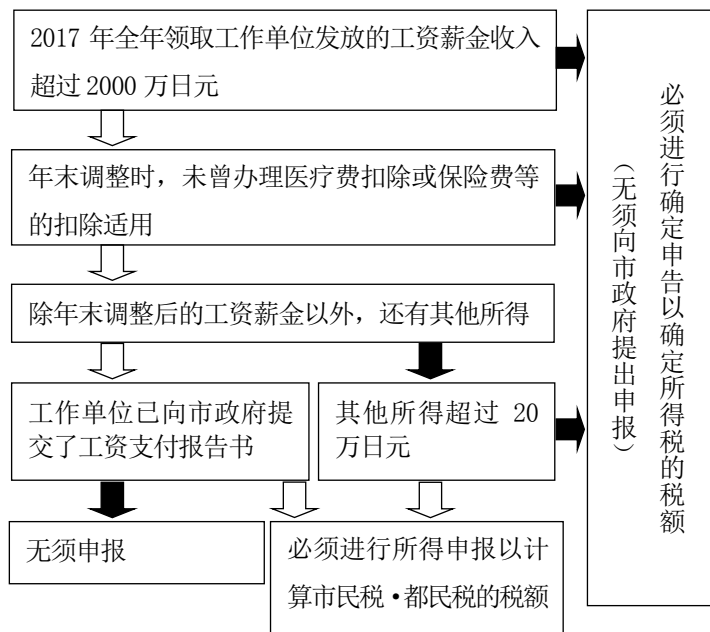 2017 年全年领取工作单位发放的工资薪金收入
超过 2000 万日元
年末调整时，未曾办理医疗费扣除或保险费等
的扣除适用
除年末调整后的工资薪金以外，还有其他所得
工作单位已向市政府提
交了工资支付报告书
其他所得超过 20
万日元
无须申报
必须进行所得申报以计
算市民税·都民税的税额
必须进行确定申告以确定所得税的税额
（无须向市政府提出申报）